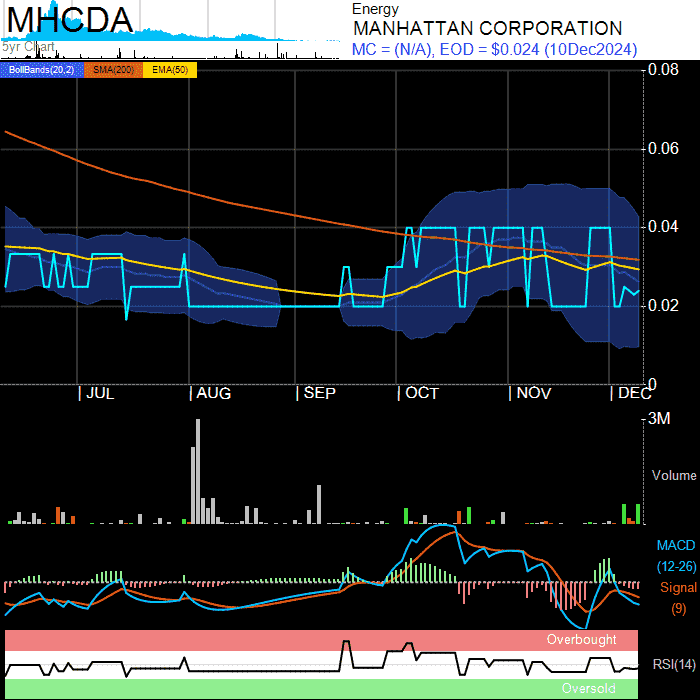 MHCDA
5yr Chart
Energy
MANHATTAN CORPORATION
MC = (N/A), EOD = $0.024 (10Dec2024)
BollBands(20,2) SMA(200) EMA(50)
0.08
0.06
0.04
0.02
0
| JUL | AUG | SEP | OCT | NOV | DEC
3M
Volume
MACD
(12-26)
Signal
(9)
Overbought
RSI(14)
Oversold